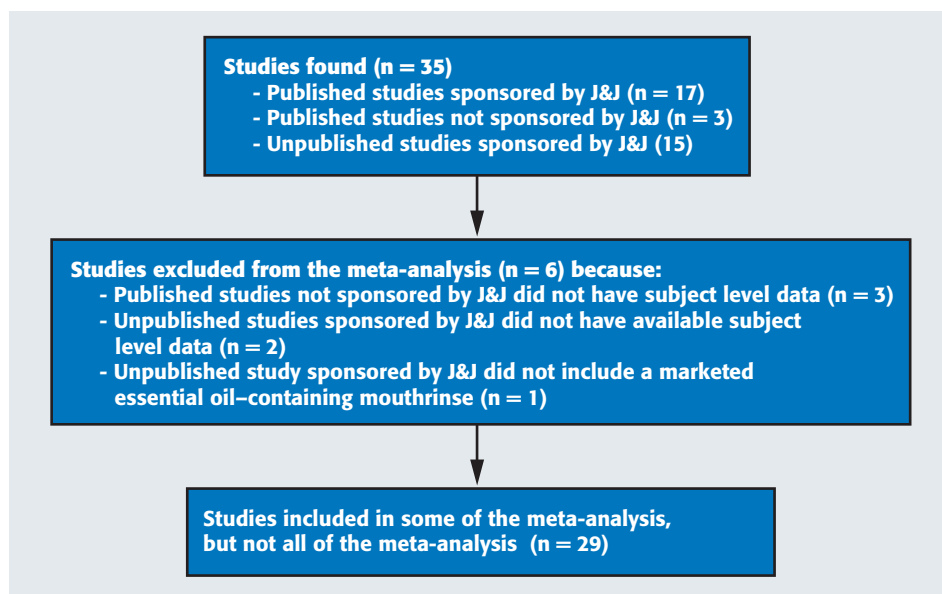 Studies found (n = 35)
- Published studies sponsored by J&J (n = 17)
- Published studies not sponsored by J&J (n = 3)
- Unpublished studies sponsored by J&J (15)
Studies excluded from the meta-analysis (n = 6) because:
- Published studies not sponsored by J&J did not have subject level data (n = 3)
- Unpublished studies sponsored by J&J did not have available subject
level data (n = 2)
- Unpublished study sponsored by J&J did not include a marketed
essential oil–containing mouthrinse (n = 1)
Studies included in some of the meta-analysis,
but not all of the meta-analysis (n = 29)